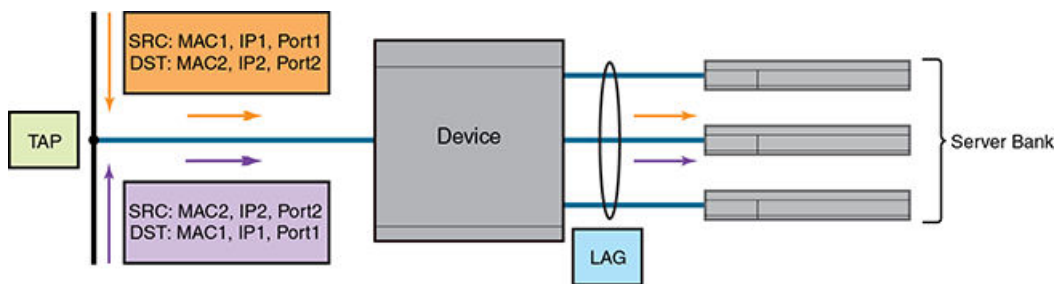 SRC: MAC1, IP1, Port1
DST: MAC2, IP2, Port2
TAP
Device
Server Bank
SRC: MAC2, IP2, Port2
DST: MAC1, IP1, Port1
LAG